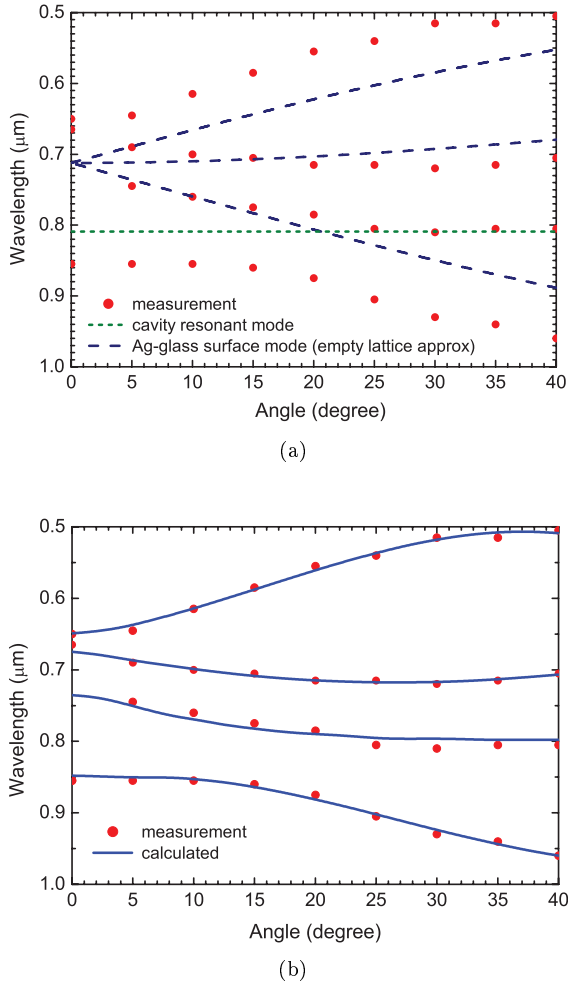 0.5
0.6
0.7
0.8
0.9
1.0
Wavelength (μm)
measurement
cavity resonant mode
Ag-glass surface mode (empty lattice approx)
0 5 10 15 20 25 30 35 40
Angle (degree)
(a)
0.5
0.6
0.7
0.8
0.9
1.0
Wavelength (μm)
measurement
calculated
0 5 10 15 20 25 30 35 40
Angle (degree)
(b)